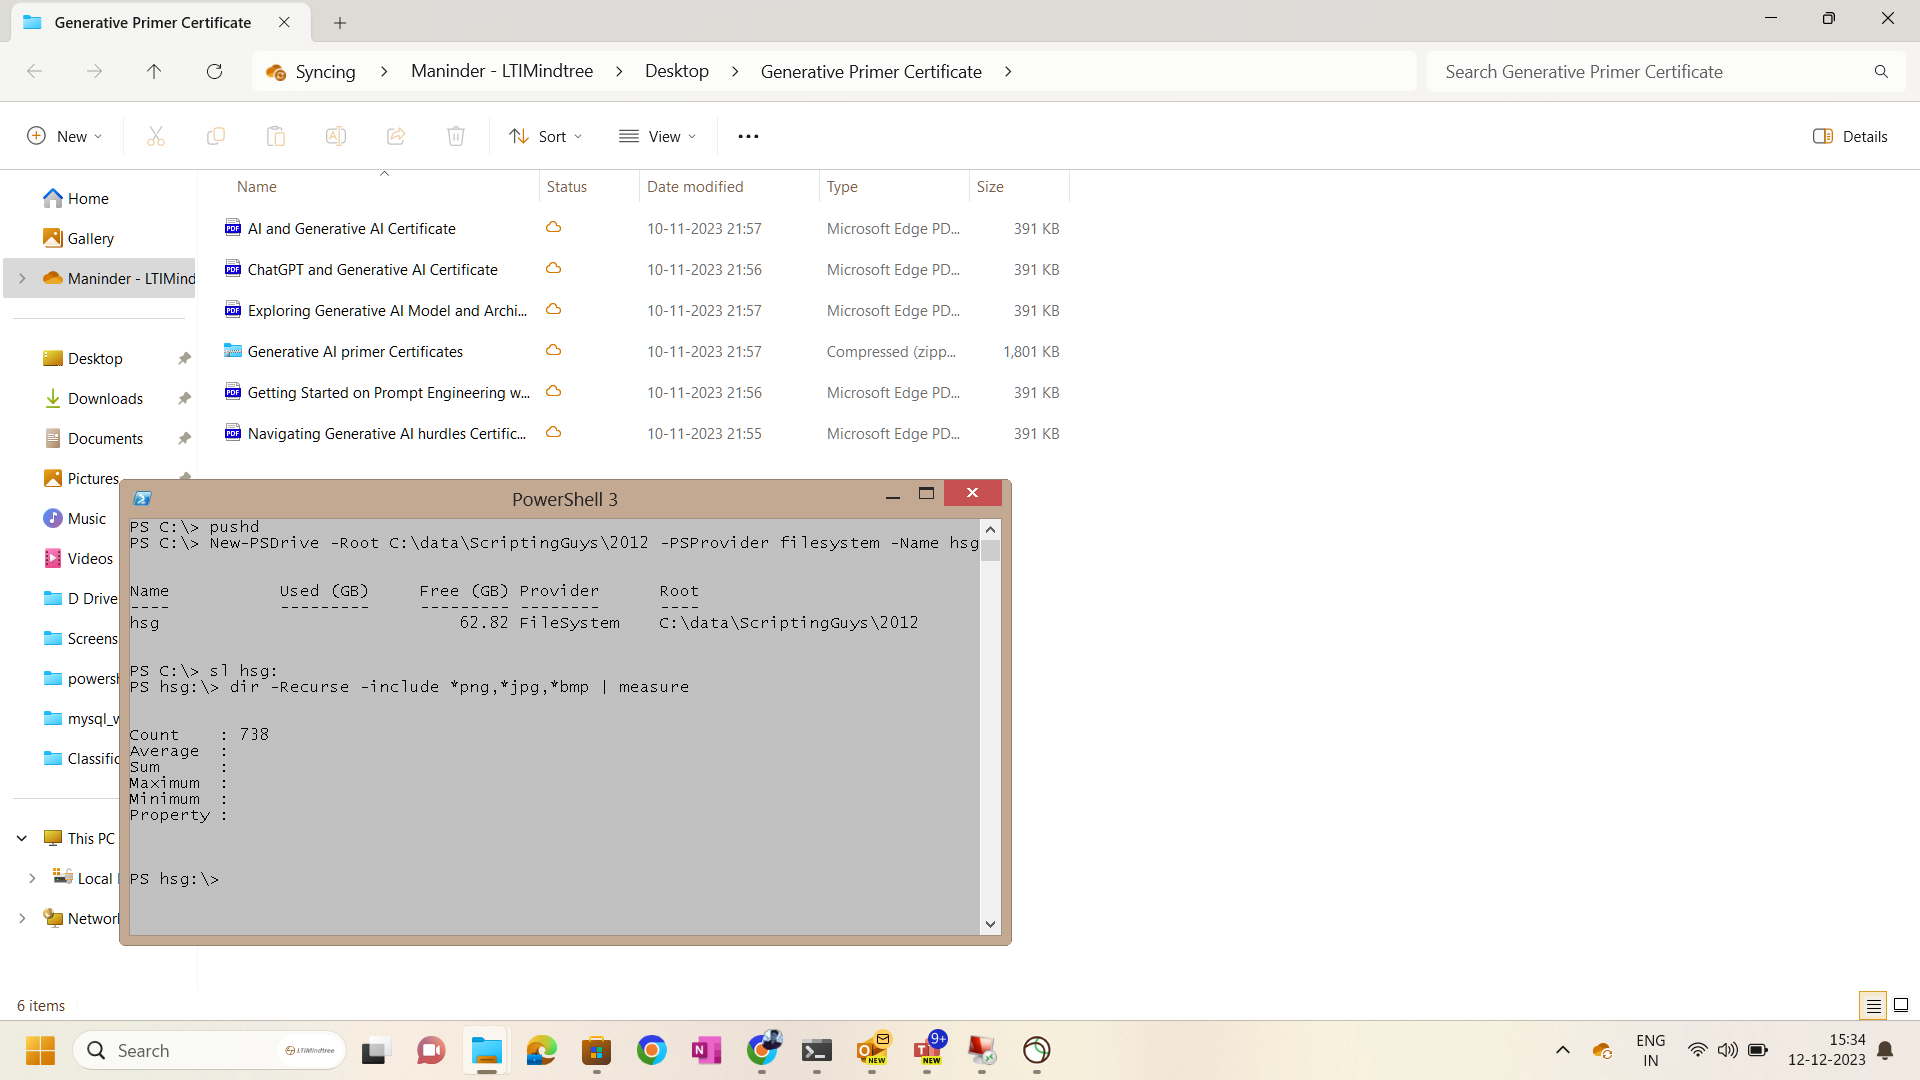 Generative Primer Certificate
Syncing > Maninder - LTIMindtree > Desktop > Generative Primer Certificate >
Search Generative Primer Certificate
New
Sort
View
Details
Name Status Date modified Type Size
AI and Generative AI Certificate 10-11-2023 21:57 Microsoft Edge PD... 391 KB
ChatGPT and Generative AI Certificate 10-11-2023 21:56 Microsoft Edge PD... 391 KB
Exploring Generative AI Model and Archi... 10-11-2023 21:57 Microsoft Edge PD... 391 KB
Generative AI primer Certificates 10-11-2023 21:57 Compressed (zipp... 1,801 KB
Getting Started on Prompt Engineering w... 10-11-2023 21:56 Microsoft Edge PD... 391 KB
Navigating Generative AI hurdles Certific... 10-11-2023 21:55 Microsoft Edge PD... 391 KB
Home
Gallery
Maninder - LTIMind
Desktop
Downloads
Documents
Pictures
Music
Videos
D Drive
Screens
powersh
mysql_w
Classific
This PC
Local
Network
PowerShell 3
PS C:\> pushd
PS C:\> New-PSDrive -Root C:\data\ScriptingGuys\2012 -PSProvider filesystem -Name hsg
Name Used (GB) Free (GB) Provider Root
---- --------- --------- -------- ----
hsg 62.82 FileSystem C:\data\ScriptingGuys\2012
PS C:\> sl hsg:
PS hsg:\> dir -Recurse -include *png,*jpg,*bmp | measure
Count : 738
Average :
Sum :
Maximum :
Minimum :
Property :
PS hsg:\>
6 items
Search
LTIMindtree
NEW
9+
NEW
ENG
IN
15:34
12-12-2023